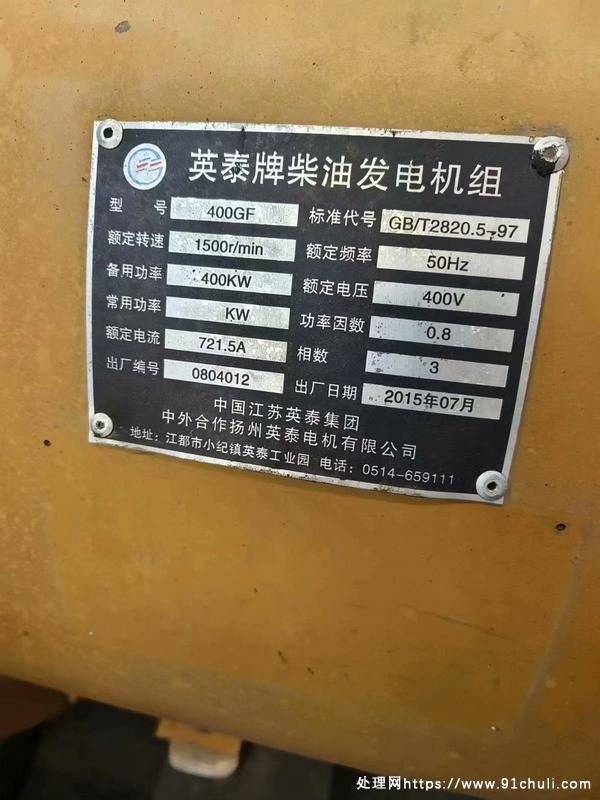 英泰牌柴油发电机组
型 号 400GF 标准代号 GB/T2820.5-97
额定转速 1500r/min 额定频率 50Hz
备用功率 400KW 额定电压 400V
常用功率 KW 功率因数 0.8
额定电流 721.5A 相数 3
出厂编号 0804012 出厂日期 2015年07月
中国江苏英泰集团
中外合作扬州英泰电机有限公司
地址：江都市小纪镇英泰工业园 电话：0514-659111
处理网https://www.91chuli.com/